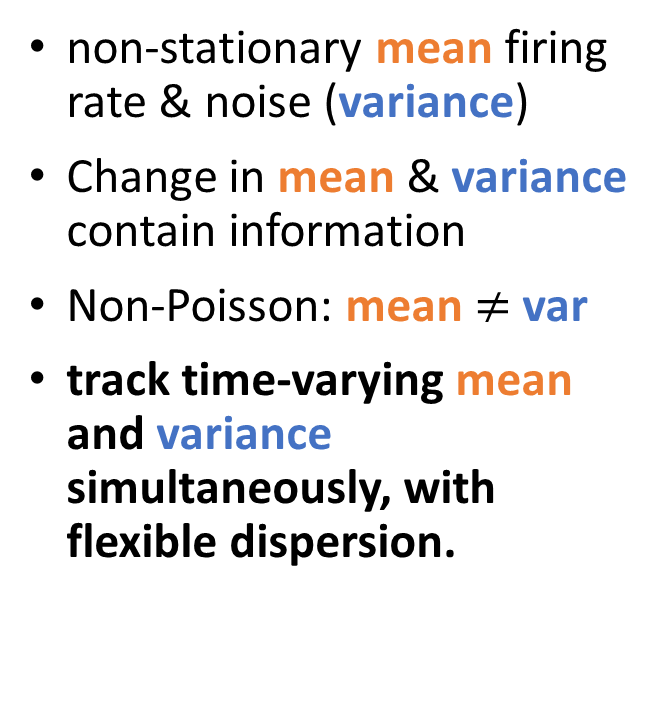 • non-stationary mean firing
rate & noise (variance)
• Change in mean & variance
contain information
• Non-Poisson: mean ≠ var
• track time-varying mean
and variance
simultaneously, with
flexible dispersion.